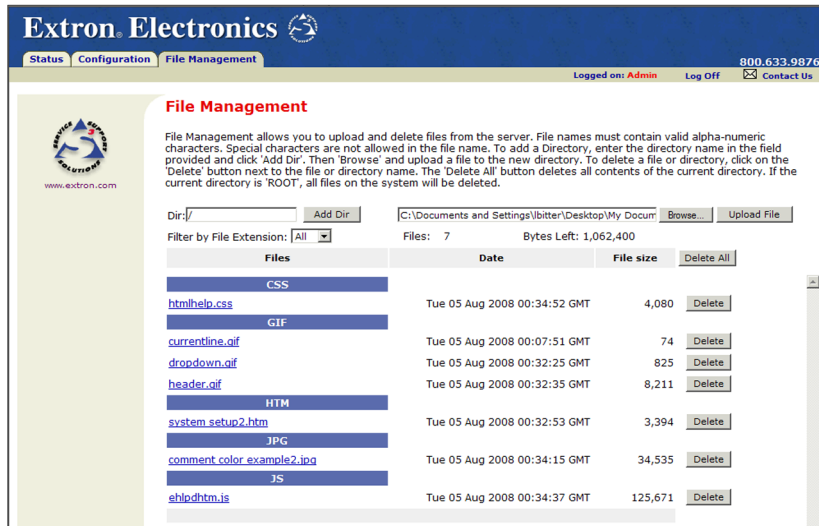 Extron® Electronics
Status Configuration File Management
800.633.9876
Logged on: Admin Log Off Contact Us
SERVICE SUPPORT SOLUTIONS
S3
www.extron.com
File Management
File Management allows you to upload and delete files from the server. File names must contain valid alpha-numeric
characters. Special characters are not allowed in the file name. To add a Directory, enter the directory name in the field
provided and click 'Add Dir'. Then 'Browse' and upload a file to the new directory. To delete a file or directory, click on the
'Delete' button next to the file or directory name. The 'Delete All' button deletes all contents of the current directory. If the
current directory is 'ROOT', all files on the system will be deleted.
Dir: / Add Dir C:\Documents and Settings\lbitter\Desktop\My Docum Browse... Upload File
Filter by File Extension: All Files: 7 Bytes Left: 1,062,400
Files Date File size Delete All
CSS
htmlhelp.css Tue 05 Aug 2008 00:34:52 GMT 4,080 Delete
GIF
currentline.gif Tue 05 Aug 2008 00:07:51 GMT 74 Delete
dropdown.gif Tue 05 Aug 2008 00:32:25 GMT 825 Delete
header.gif Tue 05 Aug 2008 00:32:35 GMT 8,211 Delete
HTM
system setup2.htm Tue 05 Aug 2008 00:32:53 GMT 3,394 Delete
JPG
comment color example2.jpg Tue 05 Aug 2008 00:34:15 GMT 34,535 Delete
JS
ehlpdhtm.js Tue 05 Aug 2008 00:34:37 GMT 125,671 Delete